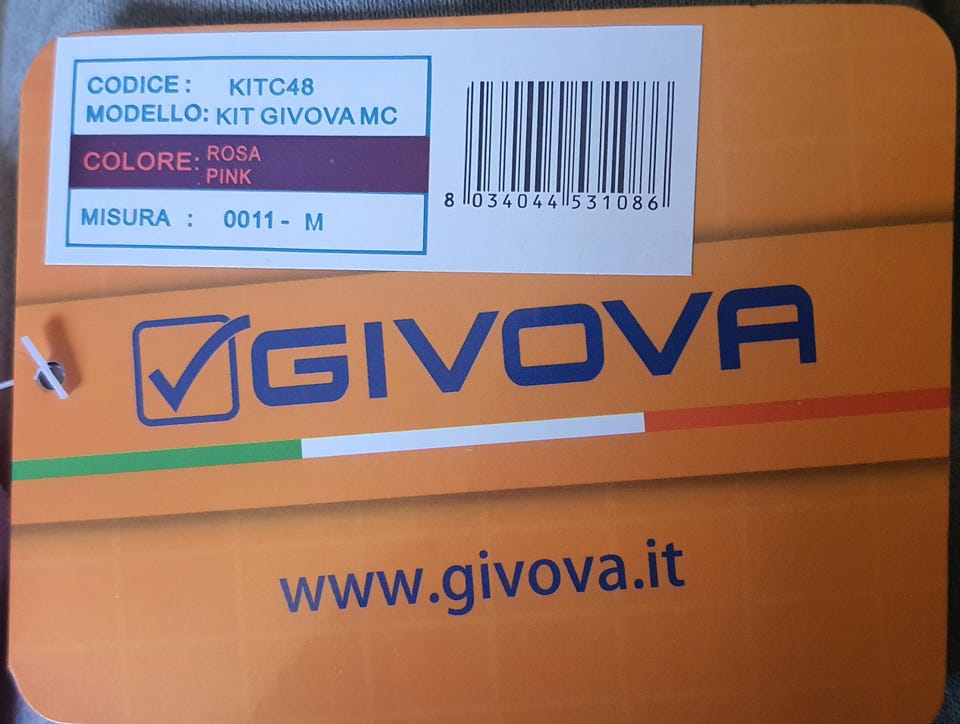 CODICE : KITC48
MODELLO: KIT GIVOVA MC
COLORE: ROSA
PINK
MISURA : 0011 - M
8 034044 531086
GIVOVA
www.givova.it